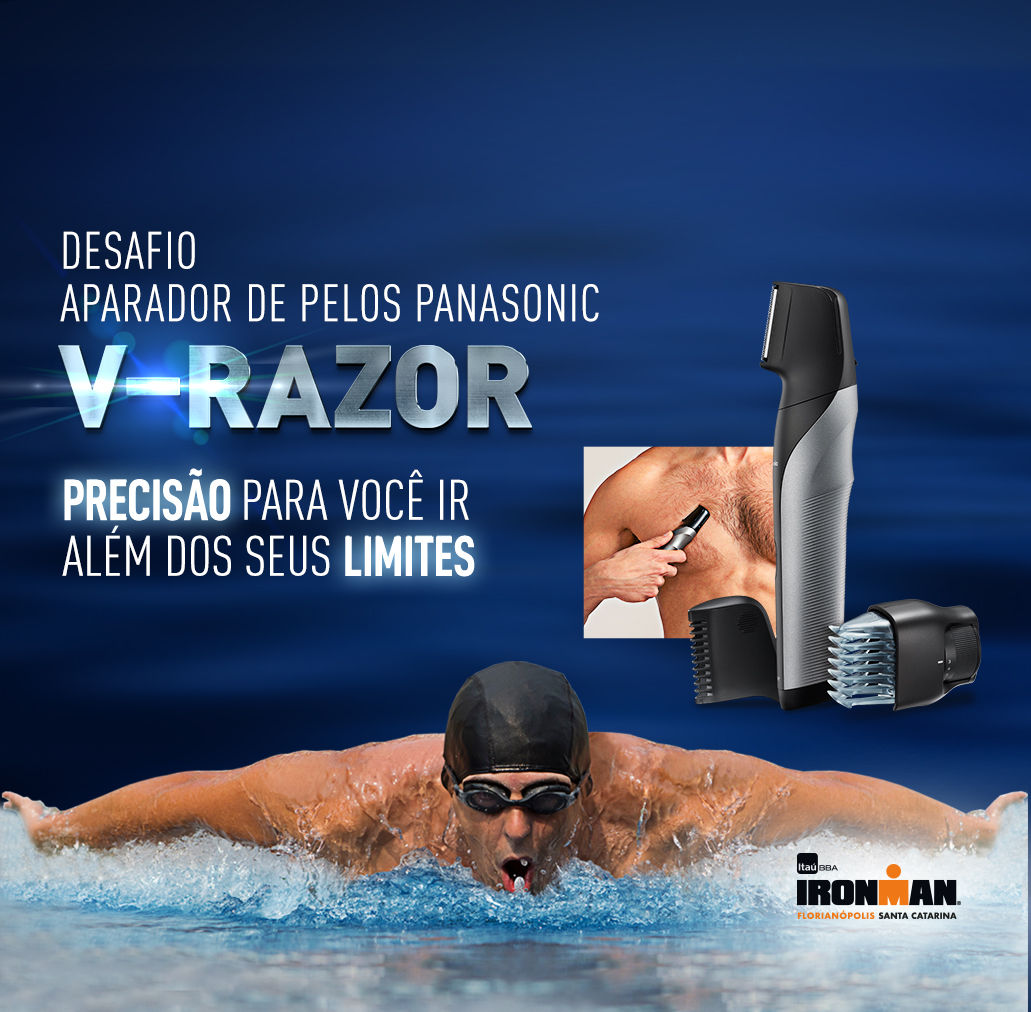 DESAFIO
APARADOR DE PELOS PANASONIC
V-RAZOR
PRECISÃO PARA VOCÊ IR
ALÉM DOS SEUS LIMITES
Itaú BBA
IRONMAN®
FLORIANÓPOLIS SANTA CATARINA